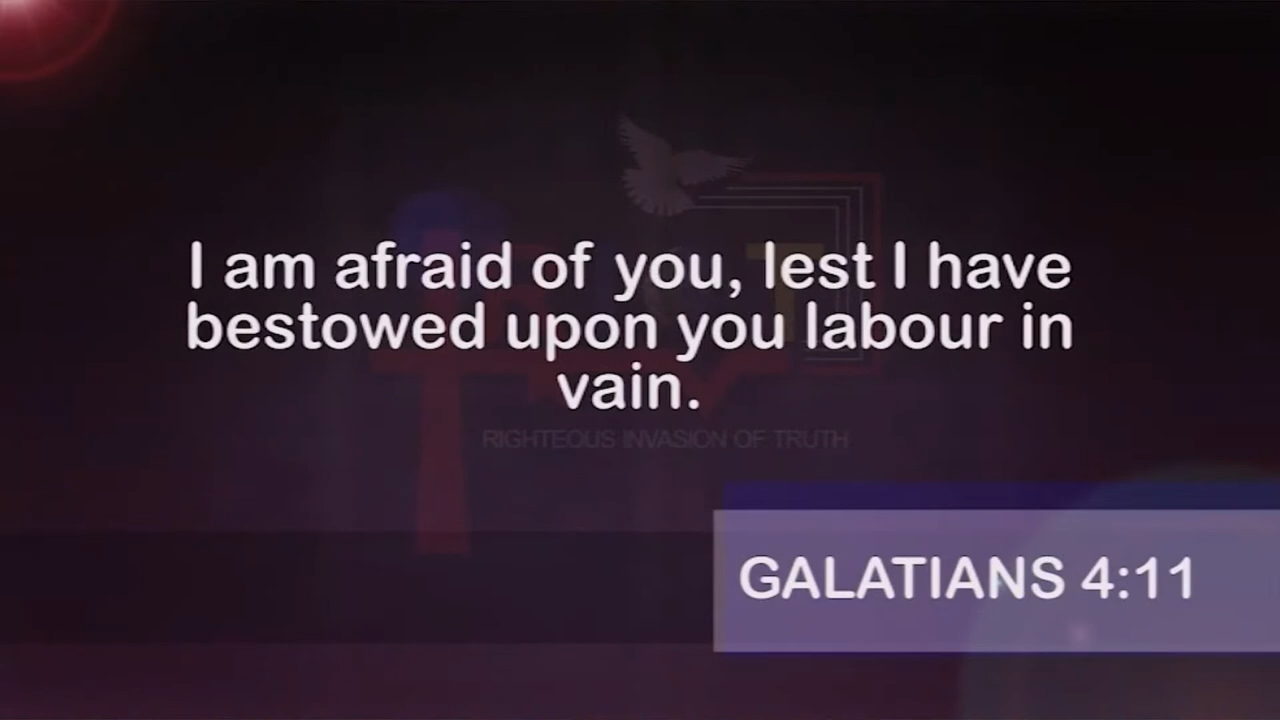 I am afraid of you, lest I have
bestowed upon you labour in
vain.
RIGHTEOUS INVASION OF TRUTH
GALATIANS 4:11